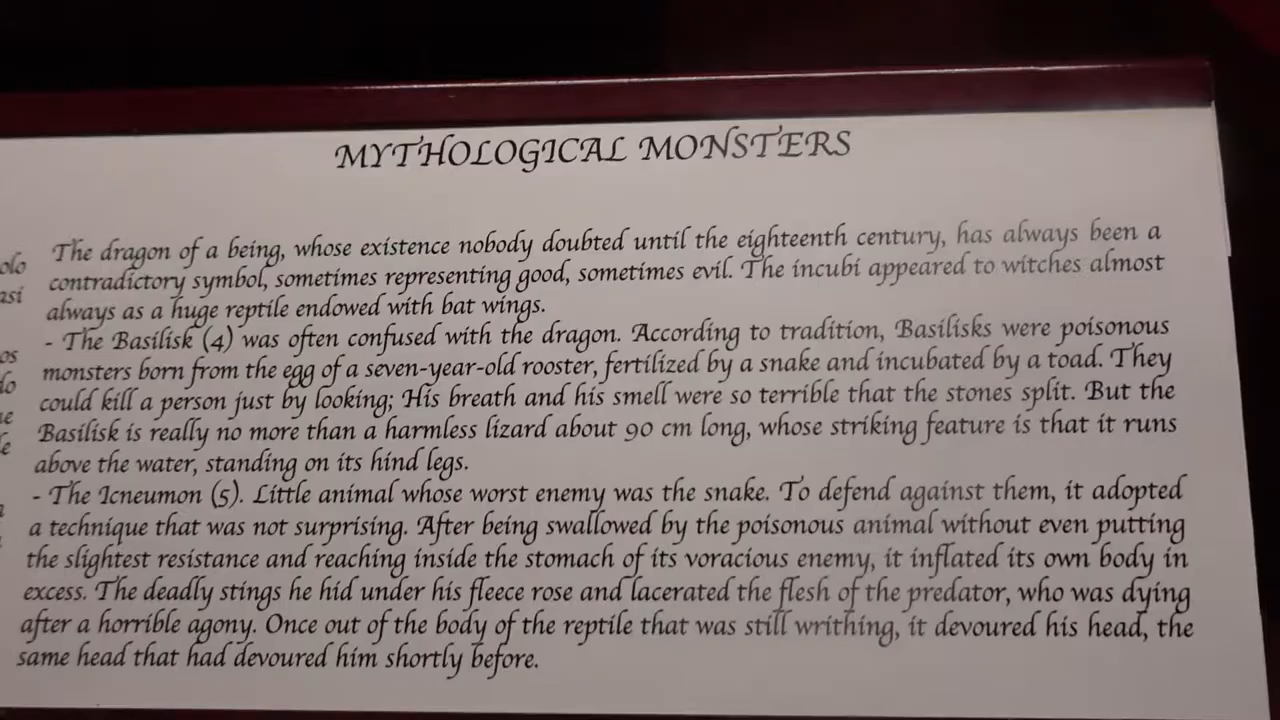 MYTHOLOGICAL MONSTERS
The dragon of a being, whose existence nobody doubted until the eighteenth century, has always been a
contradictory symbol, sometimes representing good, sometimes evil. The incubi appeared to witches almost
always as a huge reptile endowed with bat wings.
- The Basilisk (4) was often confused with the dragon. According to tradition, Basilisks were poisonous
monsters born from the egg of a seven-year-old rooster, fertilized by a snake and incubated by a toad. They
could kill a person just by looking; His breath and his smell were so terrible that the stones split. But the
Basilisk is really no more than a harmless lizard about 90 cm long, whose striking feature is that it runs
above the water, standing on its hind legs.
- The Icneumon (5). Little animal whose worst enemy was the snake. To defend against them, it adopted
a technique that was not surprising. After being swallowed by the poisonous animal without even putting
the slightest resistance and reaching inside the stomach of its voracious enemy, it inflated its own body in
excess. The deadly stings he hid under his fleece rose and lacerated the flesh of the predator, who was dying
after a horrible agony. Once out of the body of the reptile that was still writhing, it devoured his head, the
same head that had devoured him shortly before.